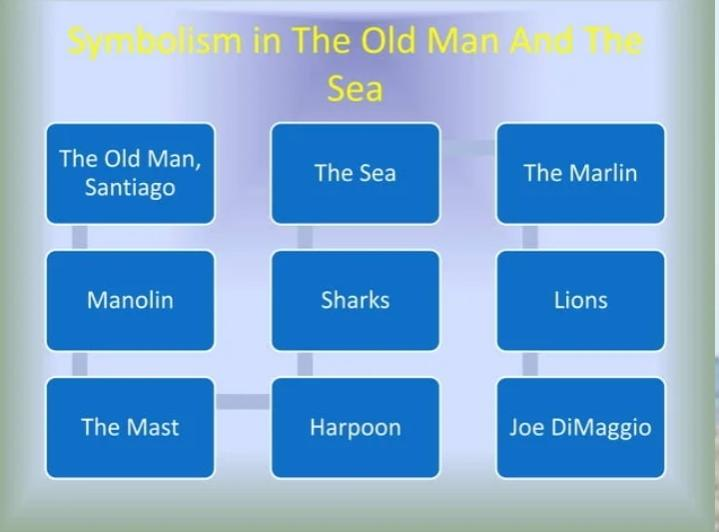 Symbolism in The Old Man And The
Sea
The Old Man,
Santiago
The Sea
The Marlin
Manolin
Sharks
Lions
The Mast
Harpoon
Joe DiMaggio